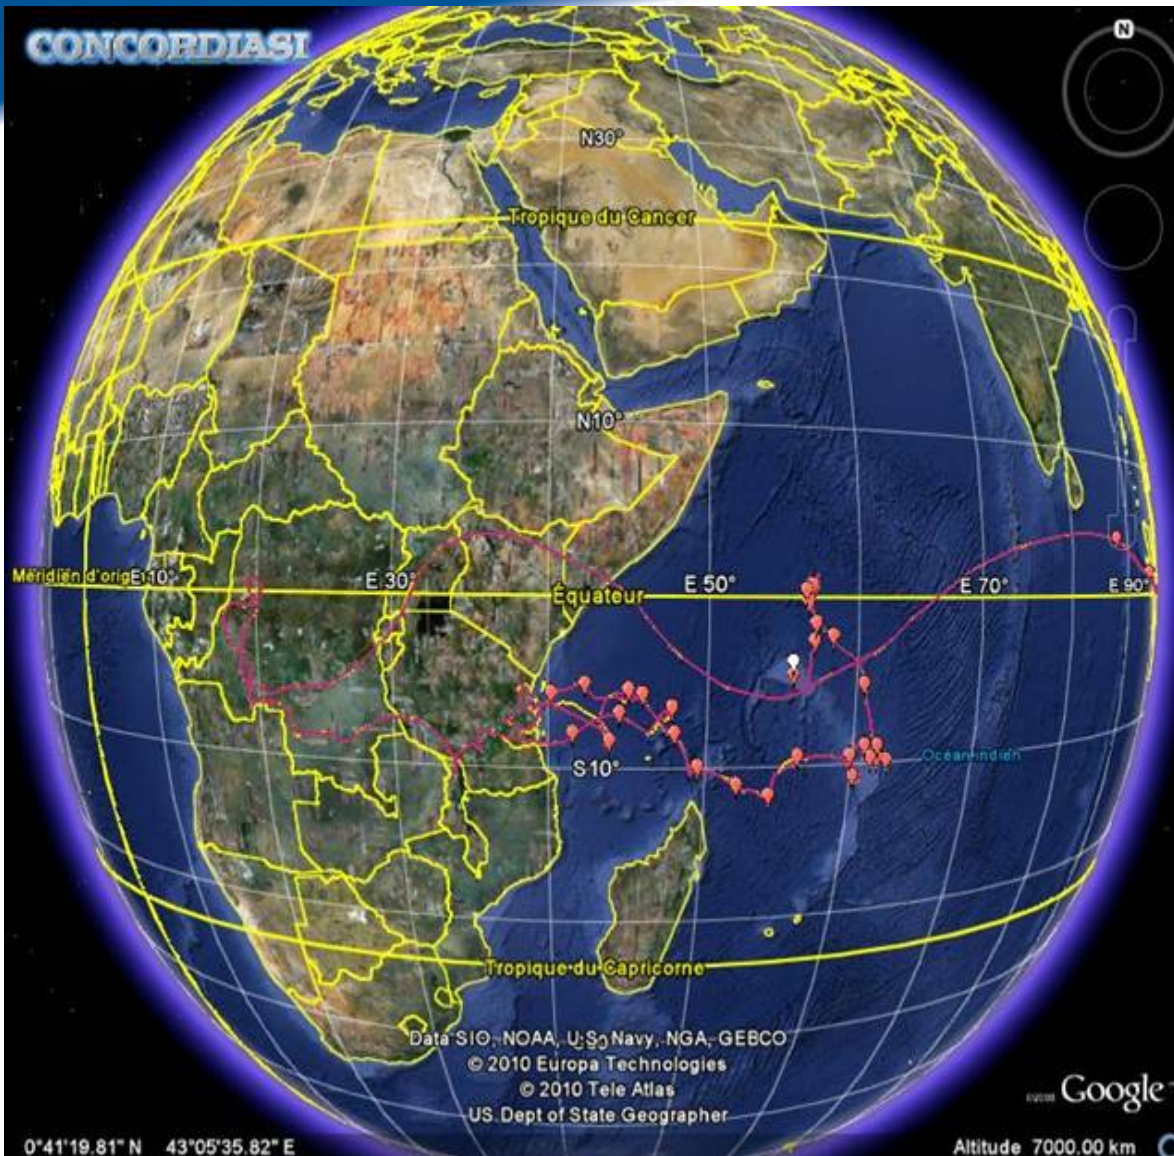 CONCORDIASI
N
N30°
Tropique du Cancer
N10°
Méridien d'orig
E 10°
E 30°
Équateur
E 50°
E 70°
E 90°
Océan indien
S10°
Tropique du Capricorne
Data SIO, NOAA, U.S. Navy, NGA, GEBCO
© 2010 Europa Technologies
© 2010 Tele Atlas
US Dept of State Geographer
Google
0°41'19.81" N 43°05'35.82" E
Altitude 7000.00 km